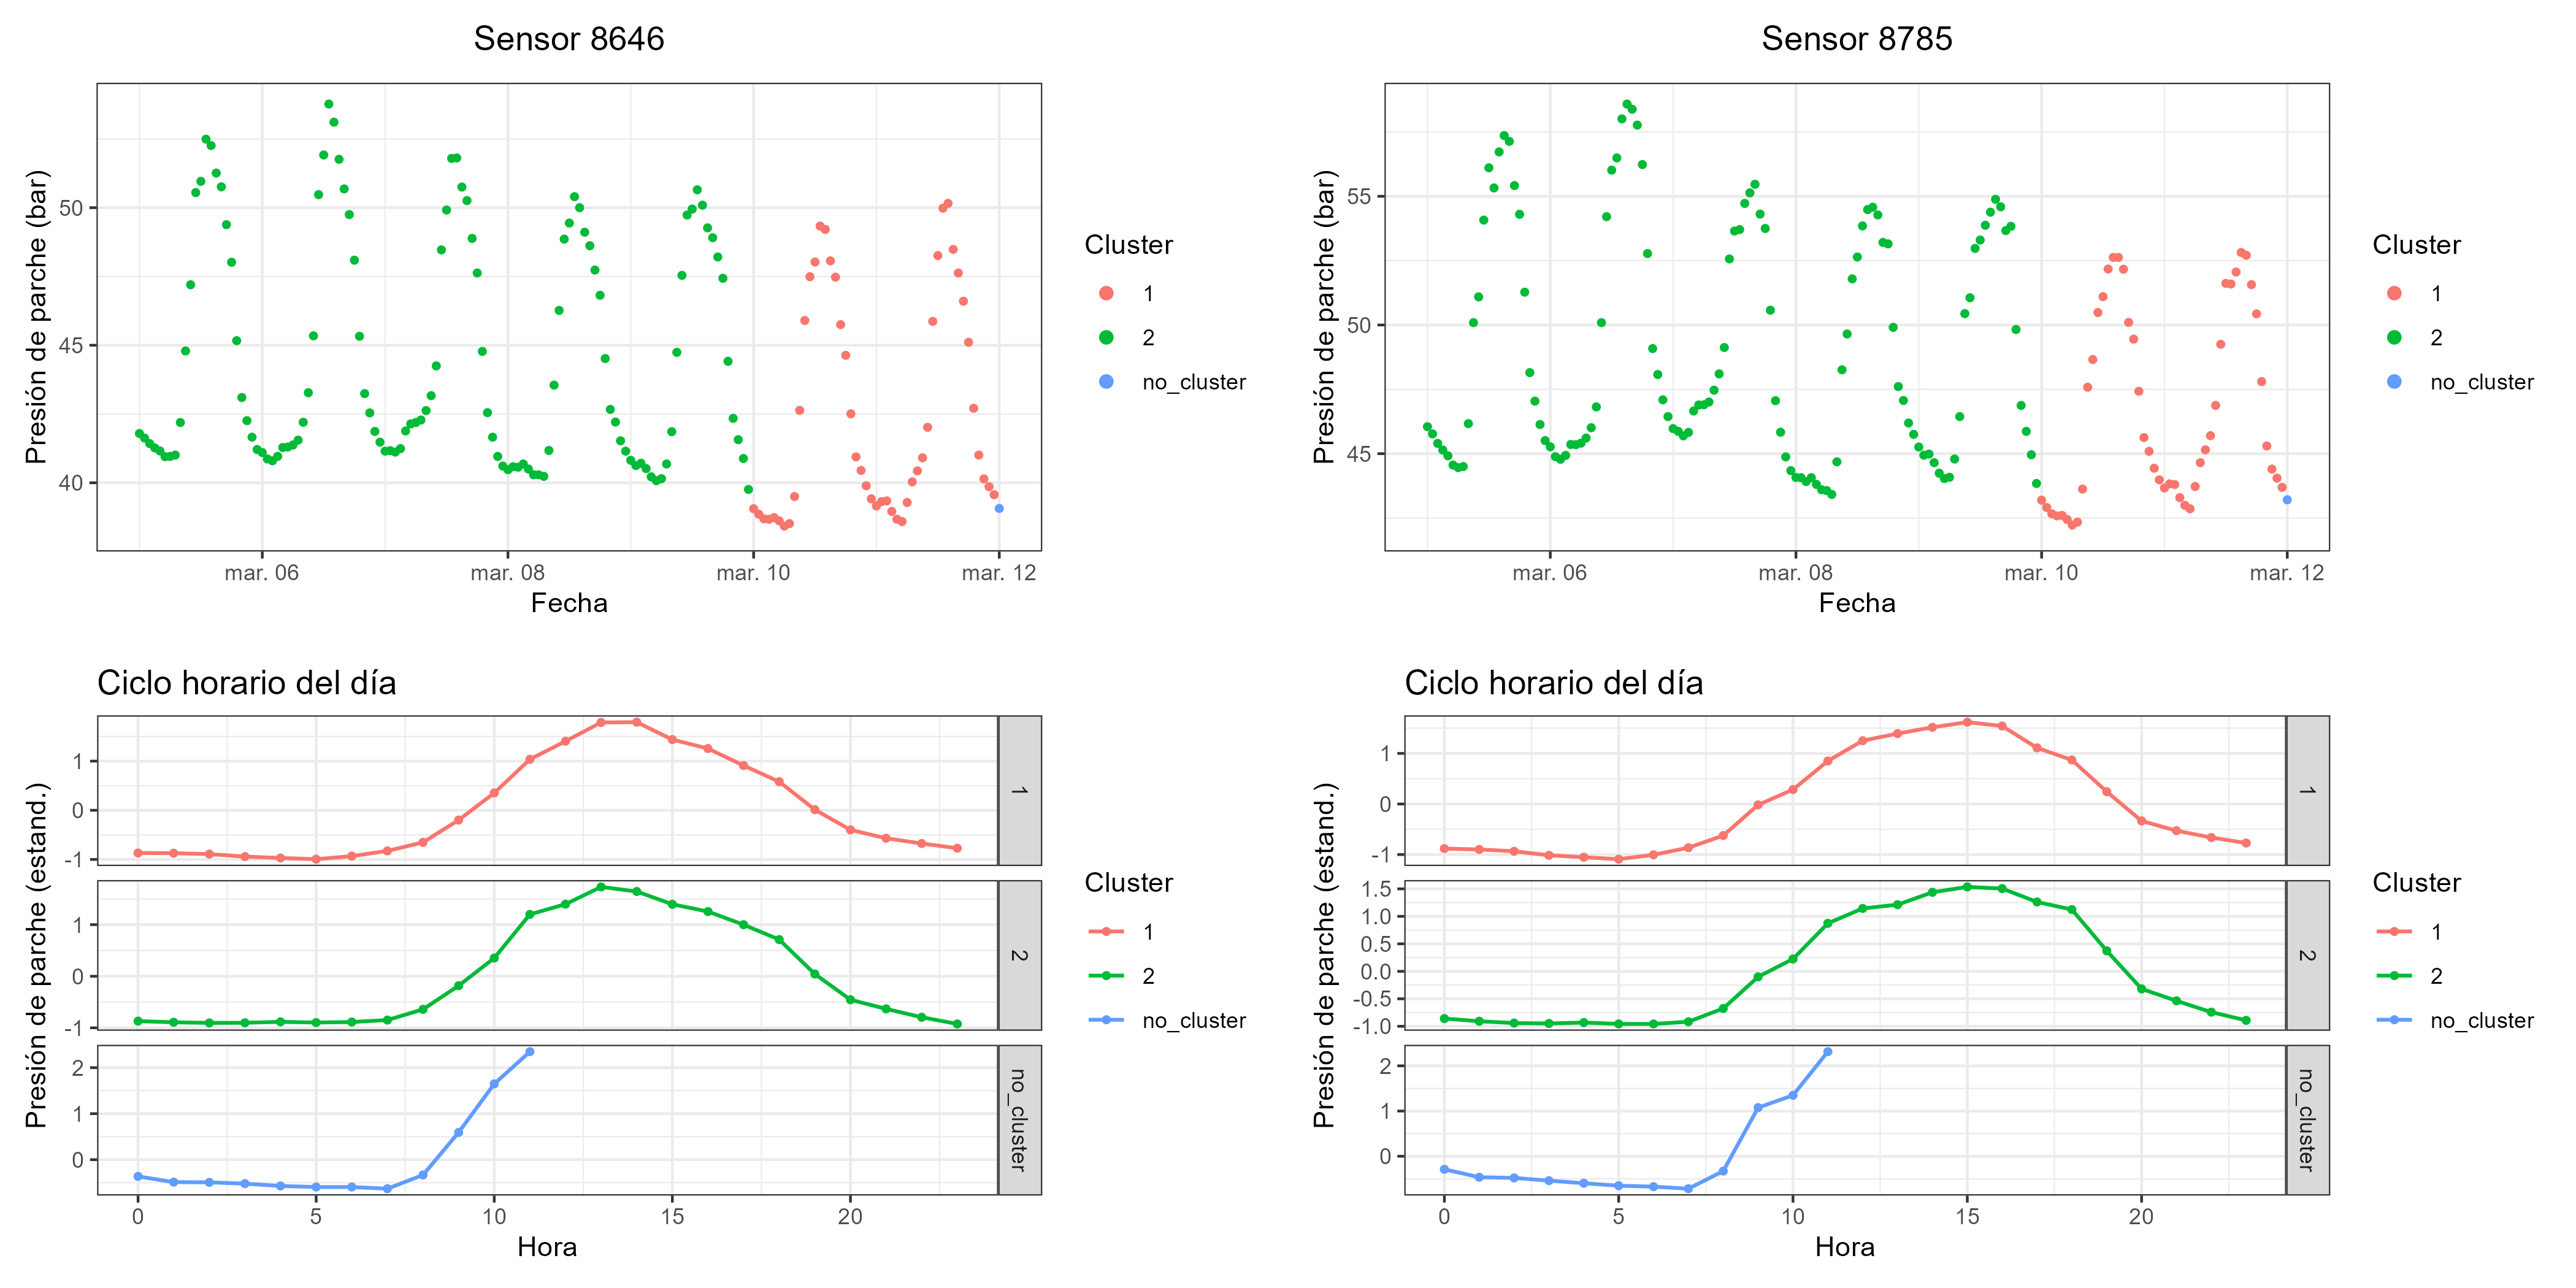 Sensor 8646
Presión de parche (bar)
50
45
40
mar. 06
mar. 08
mar. 10
mar. 12
Fecha
Cluster
1
2
no_cluster
Sensor 8785
Presión de parche (bar)
55
50
45
mar. 06
mar. 08
mar. 10
mar. 12
Fecha
Cluster
1
2
no_cluster
Ciclo horario del día
Presión de parche (estand.)
1
0
-1
1
1
0
-1
2
2
1
0
no_cluster
0
5
10
15
20
Hora
Cluster
1
2
no_cluster
Ciclo horario del día
Presión de parche (estand.)
1
0
-1
1
1.5
1.0
0.5
0.0
-0.5
-1.0
2
2
1
0
no_cluster
0
5
10
15
20
Hora
Cluster
1
2
no_cluster